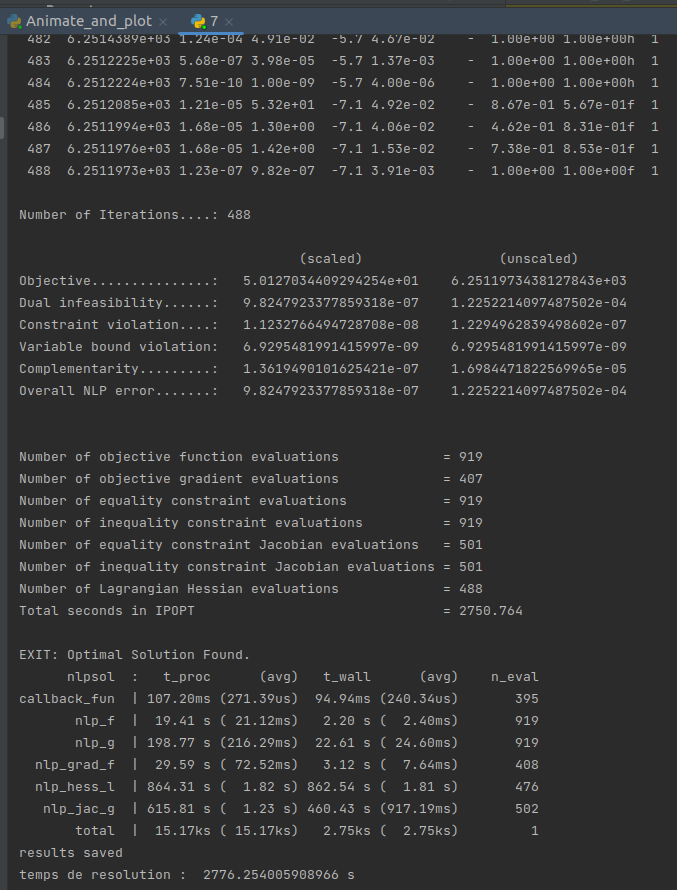 Animate_and_plot × 7 ×
482 6.2514389e+03 1.24e-04 4.91e-02 -5.7 4.67e-02 - 1.00e+00 1.00e+00h 1
483 6.2512225e+03 5.68e-07 3.98e-05 -5.7 1.37e-03 - 1.00e+00 1.00e+00h 1
484 6.2512224e+03 7.51e-10 1.00e-09 -5.7 4.00e-06 - 1.00e+00 1.00e+00h 1
485 6.2512085e+03 1.21e-05 5.32e+01 -7.1 4.92e-02 - 8.67e-01 5.67e-01f 1
486 6.2511994e+03 1.68e-05 1.30e+00 -7.1 4.06e-02 - 4.62e-01 8.31e-01f 1
487 6.2511976e+03 1.68e-05 1.42e+00 -7.1 1.53e-02 - 7.38e-01 8.53e-01f 1
488 6.2511973e+03 1.23e-07 9.82e-07 -7.1 3.91e-03 - 1.00e+00 1.00e+00f 1
Number of Iterations....: 488
(scaled) (unscaled)
Objective...............: 5.0127034409294254e+01 6.2511973438127843e+03
Dual infeasibility......: 9.8247923377859318e-07 1.2252214097487502e-04
Constraint violation....: 1.1232766494728708e-08 1.2294962839498602e-07
Variable bound violation: 6.9295481991415997e-09 6.9295481991415997e-09
Complementarity.........: 1.3619490101625421e-07 1.6984471822569965e-05
Overall NLP error.......: 9.8247923377859318e-07 1.2252214097487502e-04
Number of objective function evaluations = 919
Number of objective gradient evaluations = 407
Number of equality constraint evaluations = 919
Number of inequality constraint evaluations = 919
Number of equality constraint Jacobian evaluations = 501
Number of inequality constraint Jacobian evaluations = 501
Number of Lagrangian Hessian evaluations = 488
Total seconds in IPOPT = 2750.764
EXIT: Optimal Solution Found.
nlpsol : t_proc (avg) t_wall (avg) n_eval
callback_fun | 107.20ms (271.39us) 94.94ms (240.34us) 395
nlp_f | 19.41 s ( 21.12ms) 2.20 s ( 2.40ms) 919
nlp_g | 198.77 s (216.29ms) 22.61 s ( 24.60ms) 919
nlp_grad_f | 29.59 s ( 72.52ms) 3.12 s ( 7.64ms) 408
nlp_hess_l | 864.31 s ( 1.82 s) 862.54 s ( 1.81 s) 476
nlp_jac_g | 615.81 s ( 1.23 s) 460.43 s (917.19ms) 502
total | 15.17ks ( 15.17ks) 2.75ks ( 2.75ks) 1
results saved
temps de resolution : 2776.254005908966 s